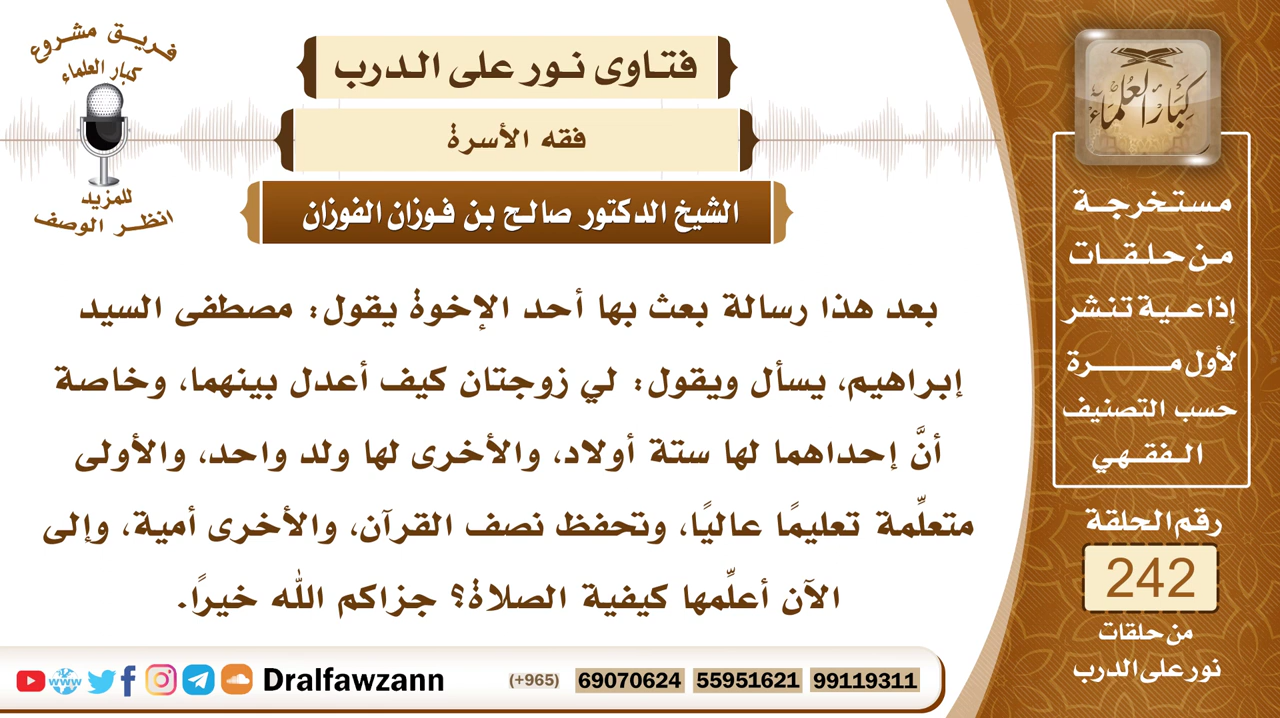 فريق مشروع
كبار العلماء
للمزيد
انظر الوصف
فتاوى نور على الدرب
فقه الأسرة
الشيخ الدكتور صالح بن فوزان الفوزان
بعد هذا رسالة بعث بها أحد الإخوة يقول: مصطفى السيد
إبراهيم، يسأل ويقول: لي زوجتان كيف أعدل بينهما، وخاصة
أنَّ إحداهما لها ستة أولاد، والأخرى لها ولد واحد، والأولى
متعلِّمة تعليمًا عاليًا، وتحفظ نصف القرآن، والأخرى أمية، وإلى
الآن أعلِّمها كيفية الصلاة؟ جزاكم الله خيرًا.
كبار العلماء
مستخرجة
من حلقات
إذاعية تنشر
لأول مرة
حسب التصنيف
الفقهي
رقم الحلقة
242
من حلقات
نور على الدرب
www Dralfawzann (+965) 69070624 55951621 99119311